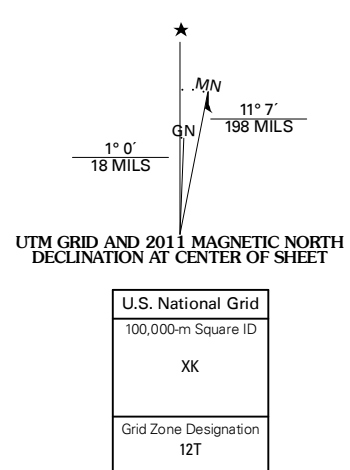 MN
11° 7´
198 MILS
GN
1° 0´
18 MILS
UTM GRID AND 2011 MAGNETIC NORTH
DECLINATION AT CENTER OF SHEET
U.S. National Grid
100,000-m Square ID
XK
Grid Zone Designation
12T